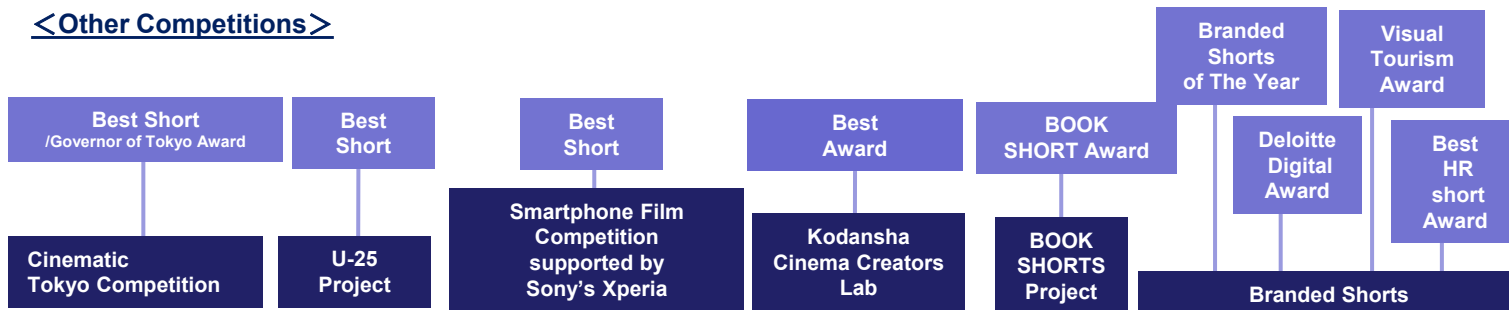 ＜Other Competitions＞
Best Short
/Governor of Tokyo Award
Cinematic
Tokyo Competition
Best
Short
U-25
Project
Best
Short
Smartphone Film
Competition
supported by
Sony's Xperia
Best
Award
Kodansha
Cinema Creators
Lab
BOOK
SHORT Award
BOOK
SHORTS
Project
Branded
Shorts
of The Year
Deloitte
Digital
Award
Visual
Tourism
Award
Best
HR
short
Award
Branded Shorts